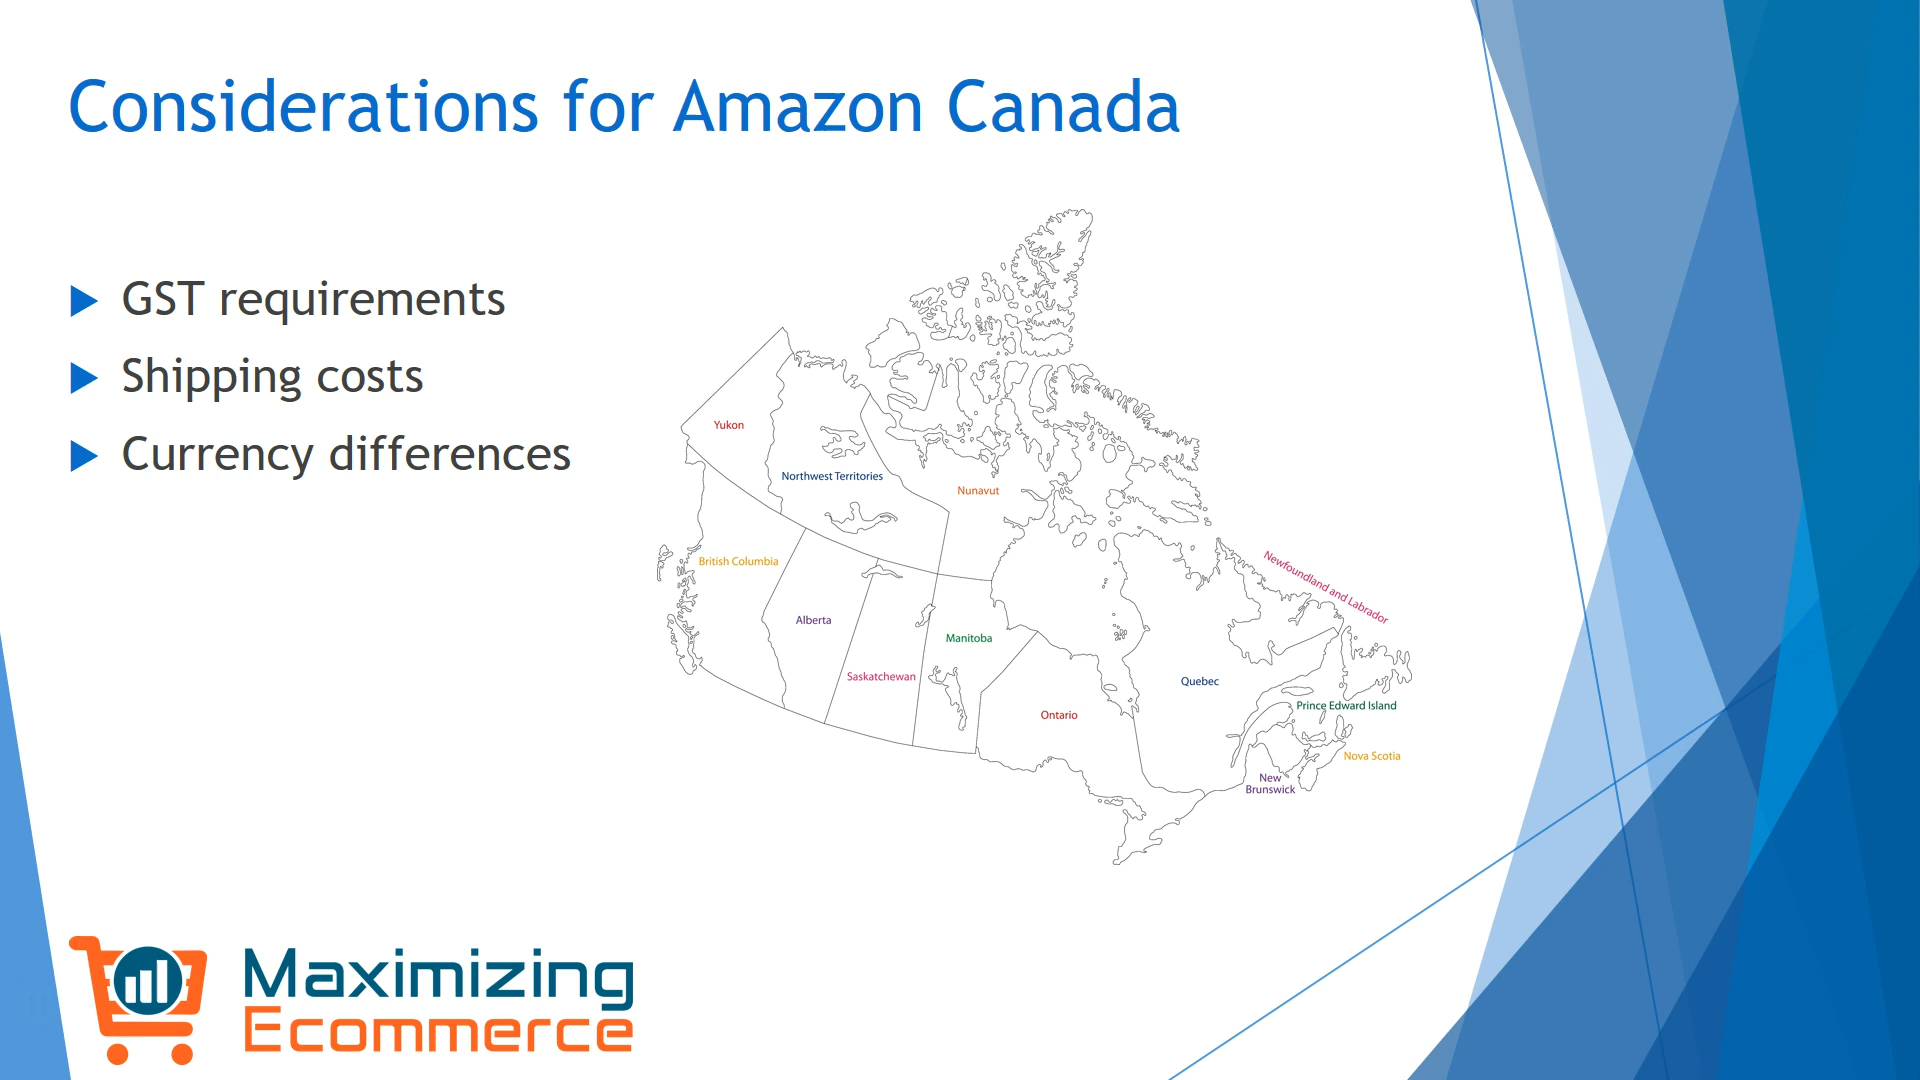 Considerations for Amazon Canada
GST requirements
Shipping costs
Currency differences
Yukon
Northwest Territories
Nunavut
British Columbia
Alberta
Saskatchewan
Manitoba
Ontario
Quebec
Newfoundland and Labrador
Prince Edward Island
Nova Scotia
New
Brunswick
Maximizing
Ecommerce